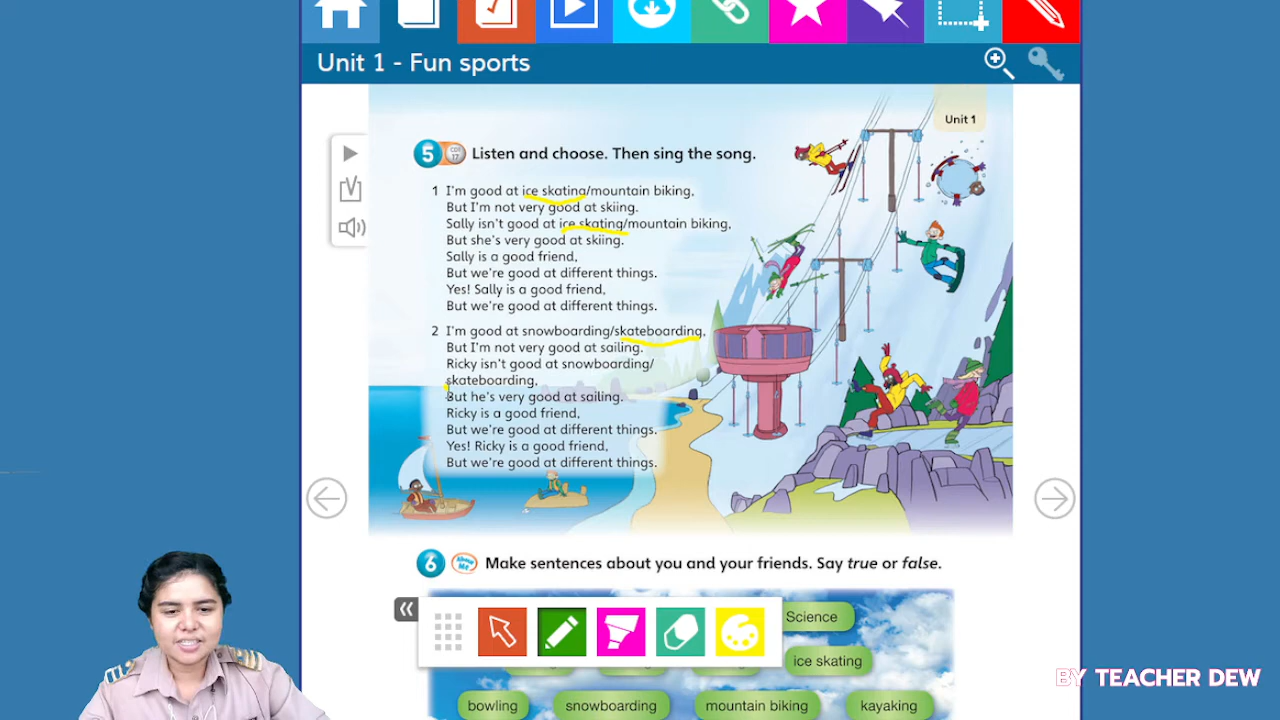 Unit 1 - Fun sports
Unit 1
5 Listen and choose. Then sing the song.
1 I'm good at ice skating/mountain biking.
But I'm not very good at skiing.
Sally isn't good at ice skating/mountain biking,
But she's very good at skiing.
Sally is a good friend,
But we're good at different things.
Yes! Sally is a good friend,
But we're good at different things.
2 I'm good at snowboarding/skateboarding.
But I'm not very good at sailing.
Ricky isn't good at snowboarding/
skateboarding,
But he's very good at sailing.
Ricky is a good friend,
But we're good at different things.
Yes! Ricky is a good friend,
But we're good at different things.
6 About Me Make sentences about you and your friends. Say true or false.
Science
ice skating
bowling snowboarding mountain biking kayaking
BY TEACHER DEW